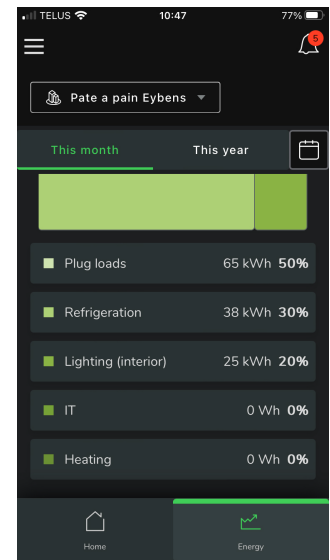 TELUS 10:47 77%
5
Pate a pain Eybens
This month This year
Plug loads 65 kWh 50%
Refrigeration 38 kWh 30%
Lighting (interior) 25 kWh 20%
IT 0 Wh 0%
Heating 0 Wh 0%
Home Energy